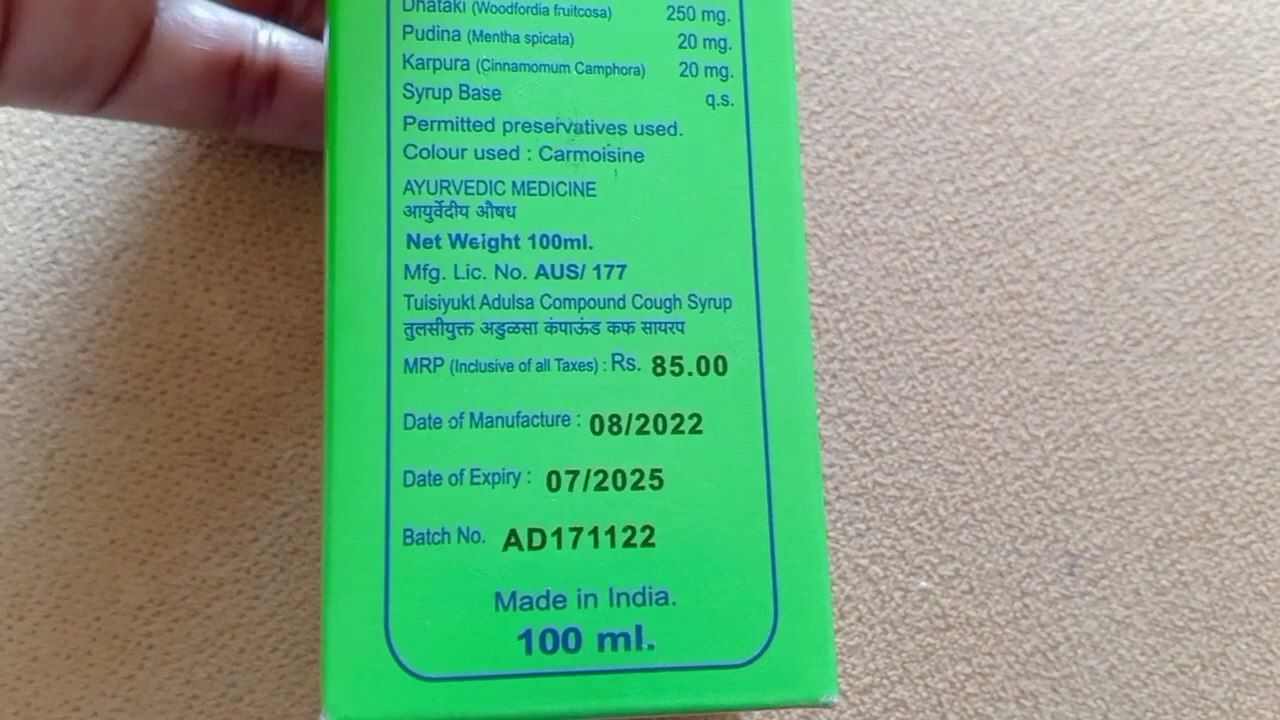 Dhataki (Woodfordia fruitcosa) 250 mg.
Pudina (Mentha spicata) 20 mg.
Karpura (Cinnamomum Camphora) 20 mg.
Syrup Base q.s.
Permitted preservatives used.
Colour used : Carmoisine
AYURVEDIC MEDICINE
आयुर्वेदीय औषध
Net Weight 100ml.
Mfg. Lic. No. AUS/ 177
Tulsiyukt Adulsa Compound Cough Syrup
तुलसीयुक्त अडुळसा कंपाऊंड कफ सायरप
MRP (Inclusive of all Taxes) : Rs. 85.00
Date of Manufacture : 08/2022
Date of Expiry : 07/2025
Batch No. AD171122
Made in India.
100 ml.